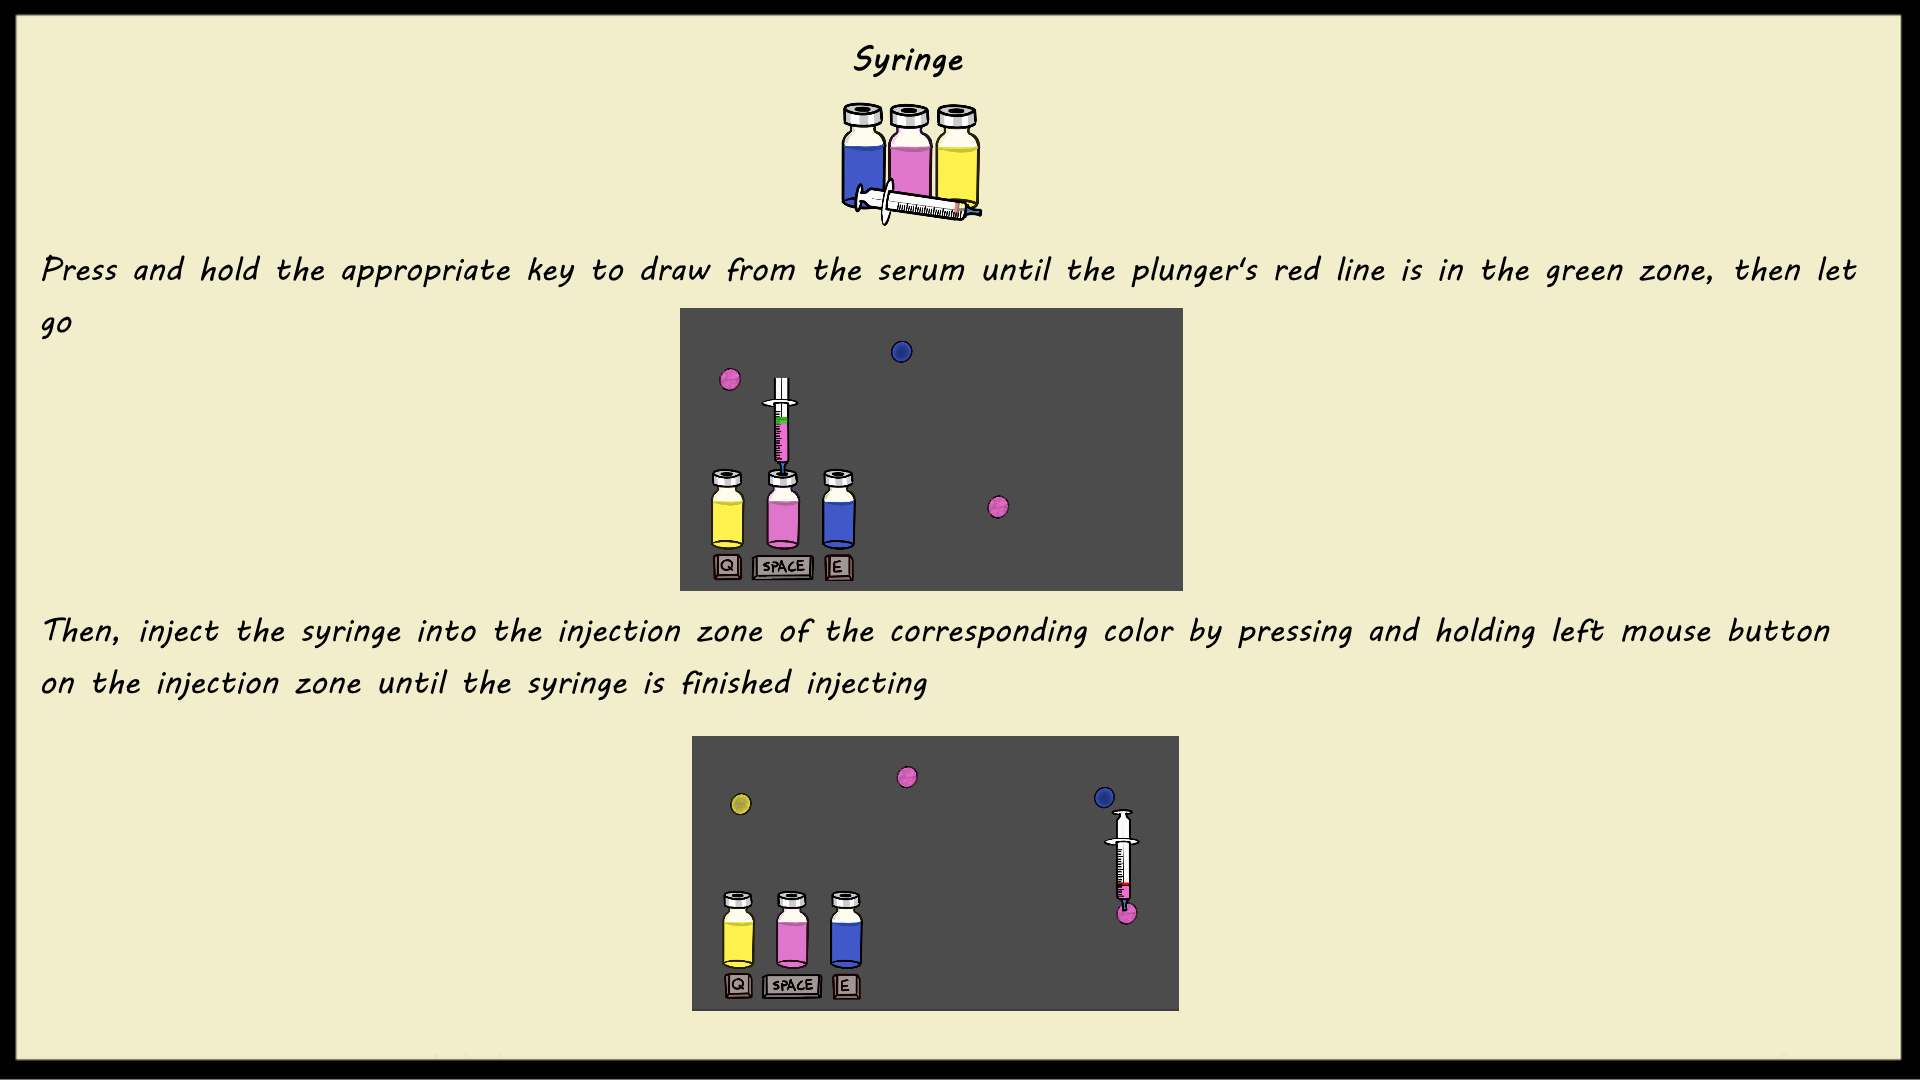 Syringe
Press and hold the appropriate key to draw from the serum until the plunger's red line is in the green zone, then let
go
Q SPACE E
Then, inject the syringe into the injection zone of the corresponding color by pressing and holding left mouse button
on the injection zone until the syringe is finished injecting
Q SPACE E